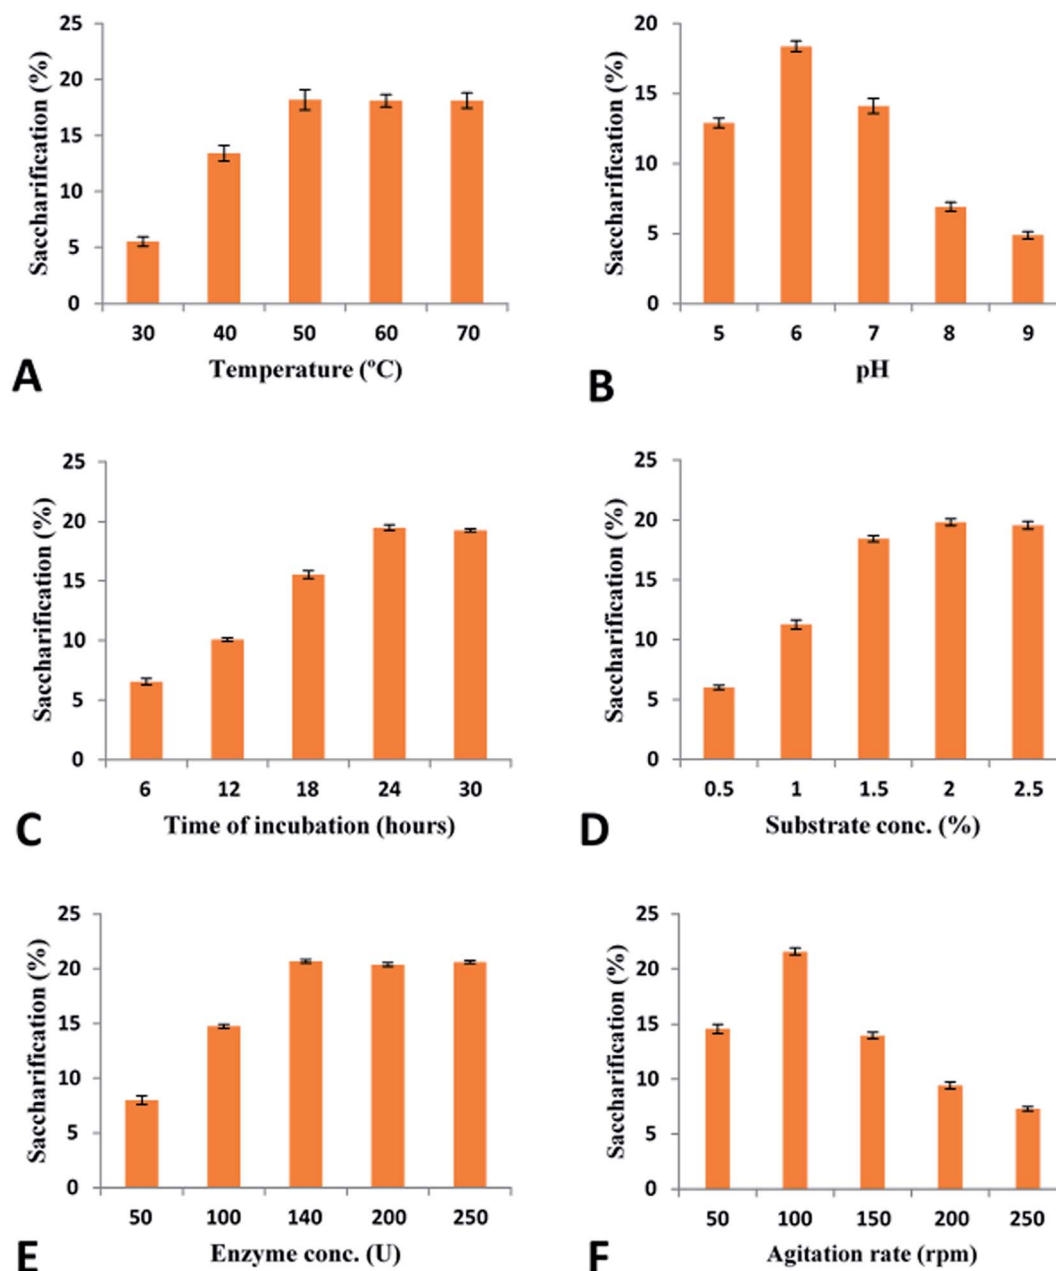 25
20
15
10
5
0
Saccharification (%)
30 40 50 60 70
Temperature (ºC)
A
20
15
10
5
0
Saccharification (%)
5 6 7 8 9
pH
B
25
20
15
10
5
0
Saccharification (%)
6 12 18 24 30
Time of incubation (hours)
C
25
20
15
10
5
0
Saccharification (%)
0.5 1 1.5 2 2.5
Substrate conc. (%)
D
25
20
15
10
5
0
Saccharification (%)
50 100 140 200 250
Enzyme conc. (U)
E
25
20
15
10
5
0
Saccharification (%)
50 100 150 200 250
Agitation rate (rpm)
F